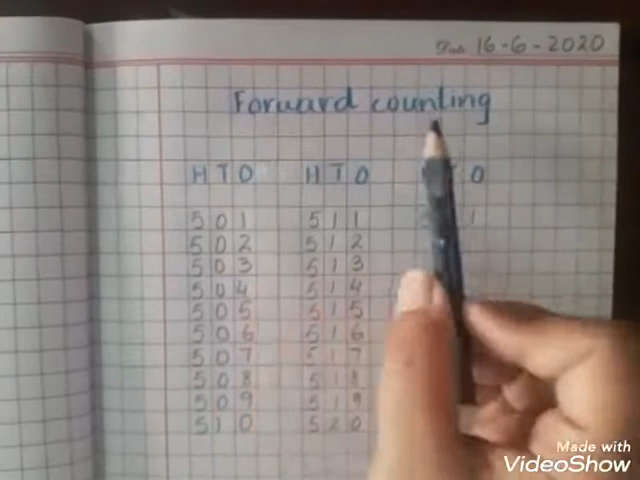 Date 16-6-2020
Forward counting
H T O H T O O
5 0 1 5 1 1 1
5 0 2 5 1 2
5 0 3 5 1 3
5 0 4 5 1 4
5 0 5 5 1 5
5 0 6 5 1 6
5 0 7 5 1 7
5 0 8 5 1 8
5 0 9 5 1 9
5 1 0 5 2 0
Made with
VideoShow